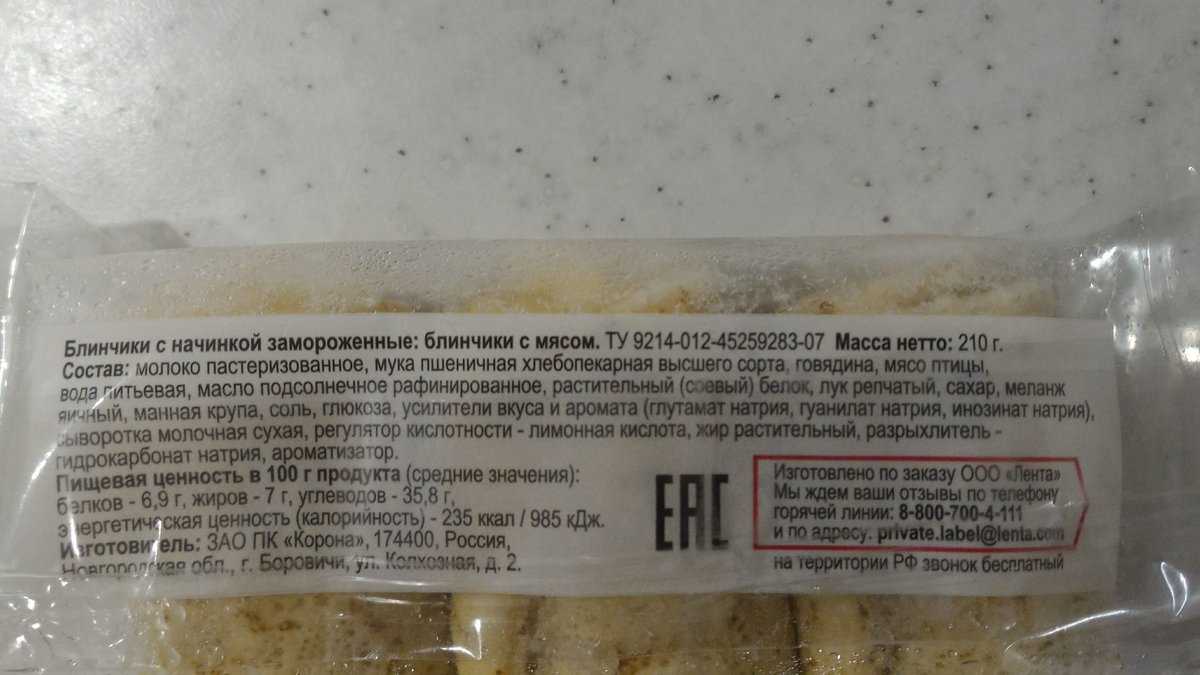 Блинчики с начинкой замороженные: блинчики с мясом. ТУ 9214-012-45259283-07 Масса нетто: 210 г.
Состав: молоко пастеризованное, мука пшеничная хлебопекарная высшего сорта, говядина, мясо птицы,
вода питьевая, масло подсолнечное рафинированное, растительный (соевый) белок, лук репчатый, сахар, меланж
яичный, манная крупа, соль, глюкоза, усилители вкуса и аромата (глутамат натрия, гуанилат натрия, инозинат натрия),
сыворотка молочная сухая, регулятор кислотности - лимонная кислота, жир растительный, разрыхлитель -
гидрокарбонат натрия, ароматизатор.
Пищевая ценность в 100 г продукта (средние значения):
белков - 6,9 г, жиров - 7 г, углеводов - 35,8 г,
энергетическая ценность (калорийность) - 235 ккал / 985 кДж.
Изготовитель: ЗАО ПК «Корона», 174400, Россия,
Новгородская обл., г. Боровичи, ул. Колхозная, д. 2.
EAC
Изготовлено по заказу ООО «Лента»
Мы ждем ваши отзывы по телефону
горячей линии: 8-800-700-4-111
и по адресу: private.label@lenta.com
на территории РФ звонок бесплатный